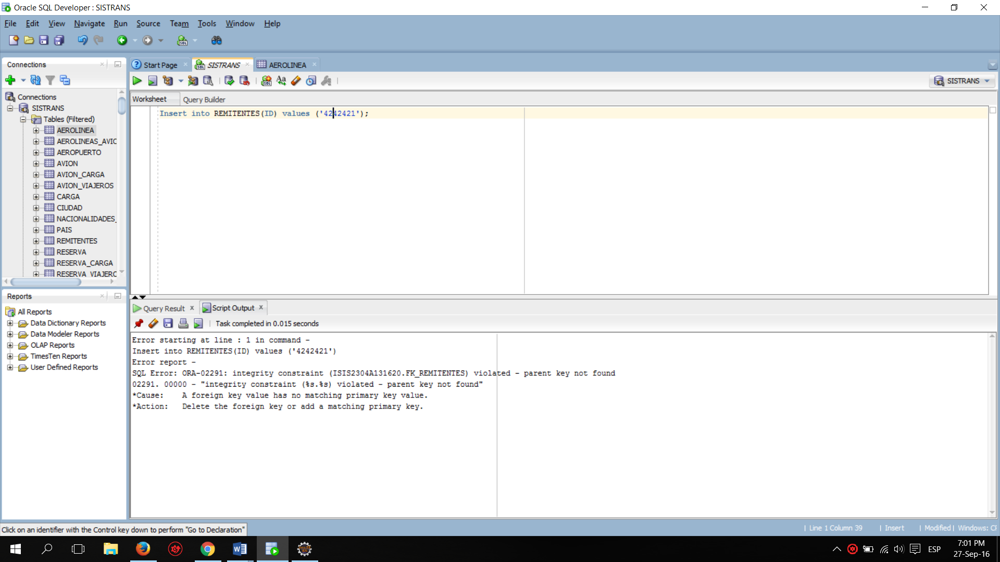 Oracle SQL Developer : SISTRANS
File Edit View Navigate Run Source Team Tools Window Help
Connections
Start Page
SISTRANS
AEROLINEA
SISTRANS
Worksheet
Query Builder
Connections
SISTRANS
Tables (Filtered)
AEROLINEA
AEROLINEAS_AVIC
AEROPUERTO
AVION
AVION_CARGA
AVION_VIAJEROS
CARGA
CIUDAD
NACIONALIDADES_
PAIS
REMITENTES
RESERVA
RESERVA_CARGA
RESERVA_VIAJERC
Insert into REMITENTES(ID) values ('4242421');
Reports
All Reports
Data Dictionary Reports
Data Modeler Reports
OLAP Reports
TimesTen Reports
User Defined Reports
Query Result
Script Output
Task completed in 0.015 seconds
Error starting at line : 1 in command -
Insert into REMITENTES(ID) values ('4242421')
Error report -
SQL Error: ORA-02291: integrity constraint (ISIS2304A131620.FK_REMITENTES) violated - parent key not found
02291. 00000 - "integrity constraint (%s.%s) violated - parent key not found"
*Cause: A foreign key value has no matching primary key value.
*Action: Delete the foreign key or add a matching primary key.
Click on an identifier with the Control key down to perform "Go to Declaration"
| Line 1 Column 39 | Insert | Modified | Windows: CF
ESP
7:01 PM
27-Sep-16